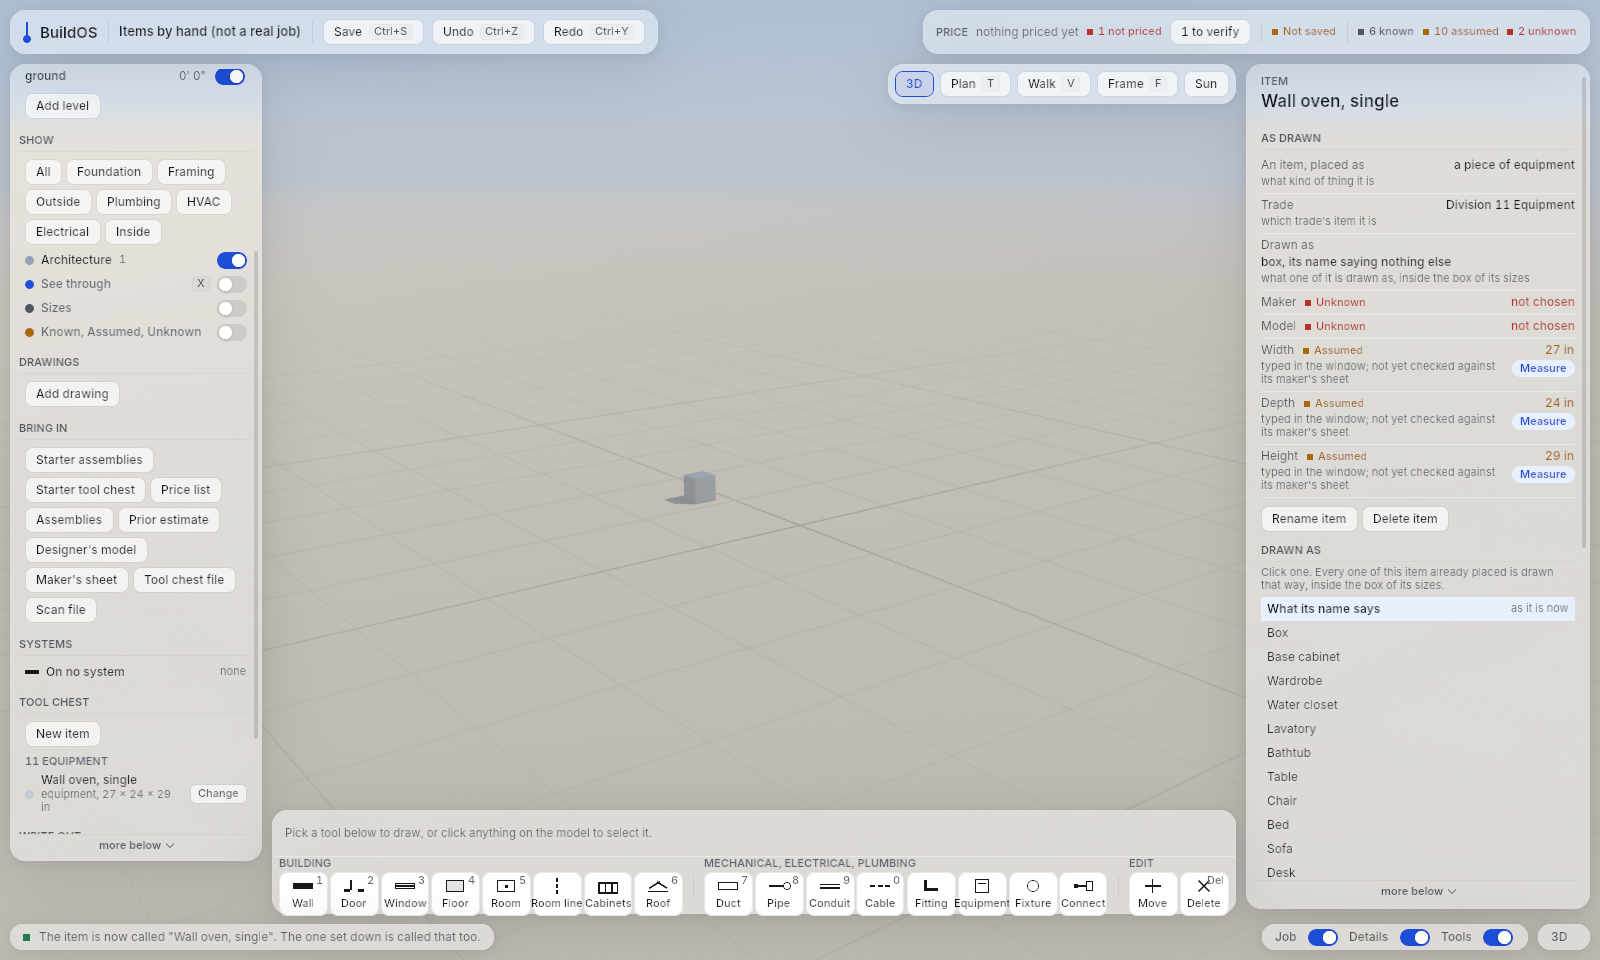 BuildOS
Items by hand (not a real job)
Save Ctrl+S
Undo Ctrl+Z
Redo Ctrl+Y
PRICE nothing priced yet 1 not priced 1 to verify Not saved 6 known 10 assumed 2 unknown
ground 0' 0"
Add level
SHOW
All Foundation Framing
Outside Plumbing HVAC
Electrical Inside
Architecture 1
See through X
Sizes
Known, Assumed, Unknown
DRAWINGS
Add drawing
BRING IN
Starter assemblies
Starter tool chest Price list
Assemblies Prior estimate
Designer's model
Maker's sheet Tool chest file
Scan file
SYSTEMS
On no system none
TOOL CHEST
New item
11 EQUIPMENT
Wall oven, single
equipment, 27 × 24 × 29
in
Change
more below
3D Plan T Walk V Frame F Sun
ITEM
Wall oven, single
AS DRAWN
An item, placed as a piece of equipment
what kind of thing it is
Trade Division 11 Equipment
which trade's item it is
Drawn as
box, its name saying nothing else
what one of it is drawn as, inside the box of its sizes
Maker Unknown not chosen
Model Unknown not chosen
Width Assumed 27 in
typed in the window; not yet checked against
its maker's sheet
Measure
Depth Assumed 24 in
typed in the window; not yet checked against
its maker's sheet
Measure
Height Assumed 29 in
typed in the window; not yet checked against
its maker's sheet
Measure
Rename item Delete item
DRAWN AS
Click one. Every one of this item already placed is drawn
that way, inside the box of its sizes.
What its name says as it is now
Box
Base cabinet
Wardrobe
Water closet
Lavatory
Bathtub
Table
Chair
Bed
Sofa
Desk
more below
Pick a tool below to draw, or click anything on the model to select it.
BUILDING
1 Wall
2 Door
3 Window
4 Floor
5 Room
Room line
Cabinets
6 Roof
MECHANICAL, ELECTRICAL, PLUMBING
7 Duct
8 Pipe
9 Conduit
0 Cable
Fitting
Equipment
Fixture
Connect
EDIT
Move
Del Delete
The item is now called "Wall oven, single". The one set down is called that too.
Job Details Tools 3D